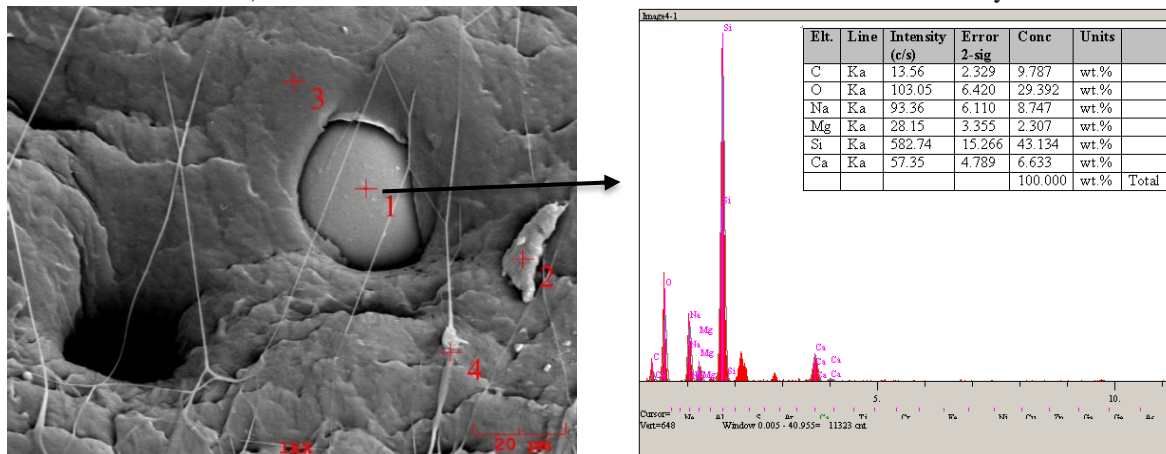 3
1
2
4
1kX
20 µm
Image4-1
Elt. Line Intensity (c/s) Error 2-sig Conc Units
C Ka 13.56 2.329 9.787 wt.%
O Ka 103.05 6.420 29.392 wt.%
Na Ka 93.36 6.110 8.747 wt.%
Mg Ka 28.15 3.355 2.307 wt.%
Si Ka 582.74 15.266 43.134 wt.%
Ca Ka 57.35 4.789 6.633 wt.%
100.000 wt.% Total
Si
Si
O
Na
Mg
Na
Mg
C
C
Mg
Si
Ca
Ca Ca
Ca Ca
5. 10.
Cursor=
Vert=648 Window 0.005 - 40.955= 11323 cnt